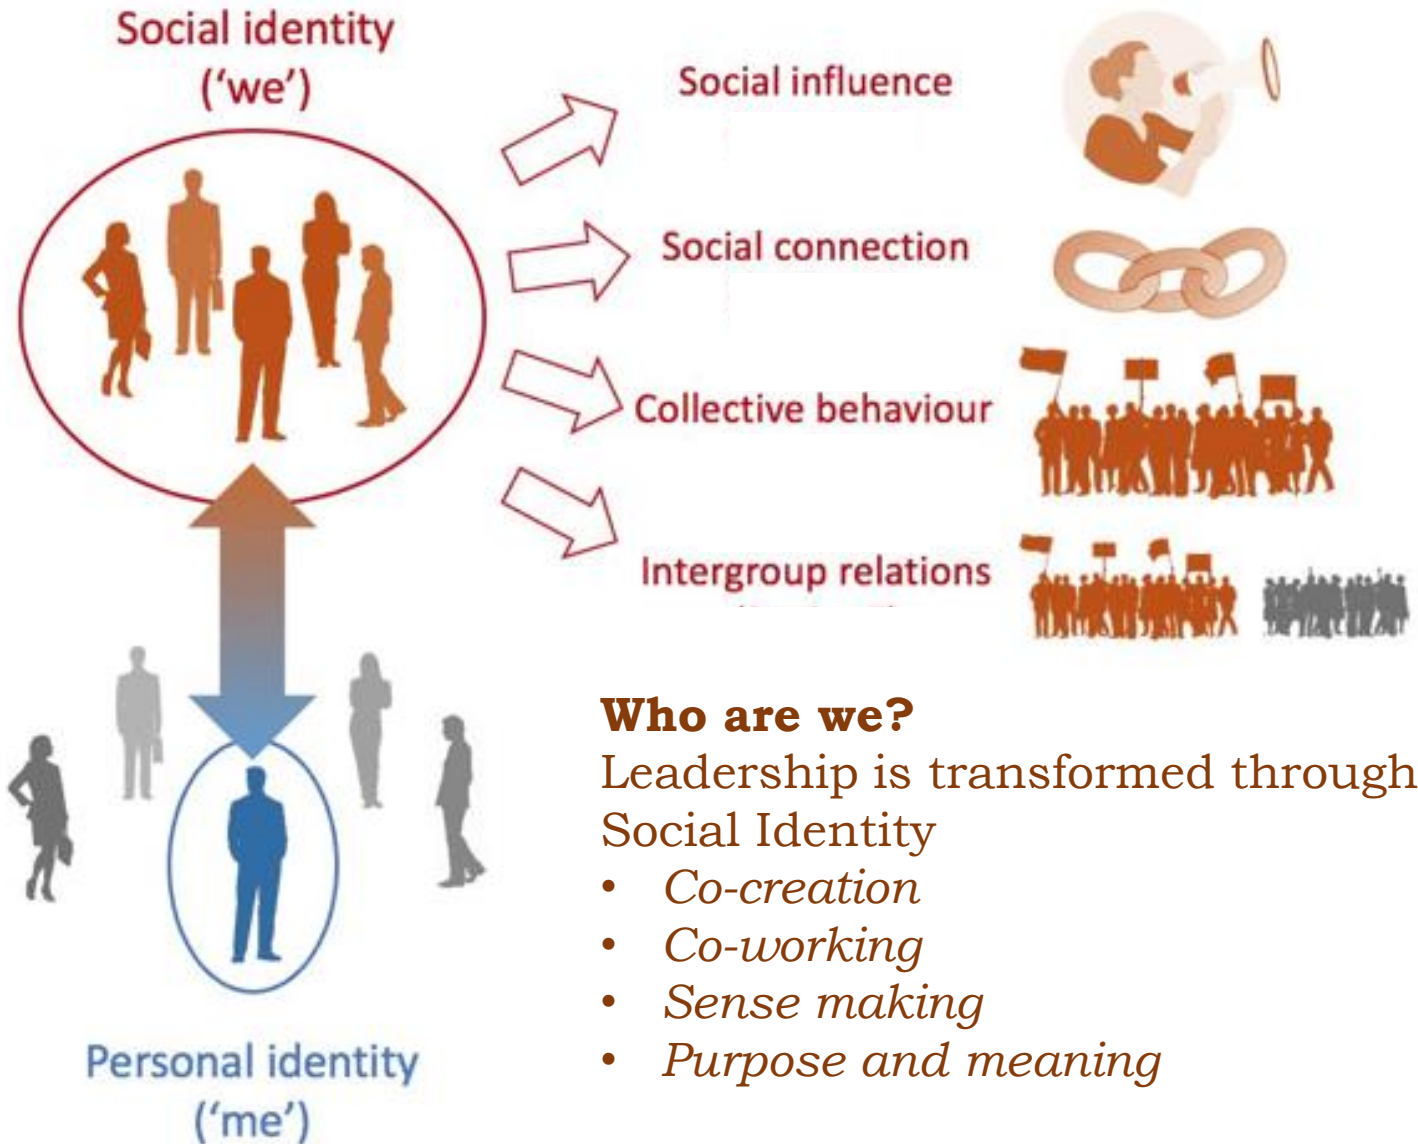 Social identity
(‘we’)
Social influence
Social connection
Collective behaviour
Intergroup relations
Who are we?
Leadership is transformed through
Social Identity
• Co-creation
• Co-working
• Sense making
• Purpose and meaning
Personal identity
(‘me’)